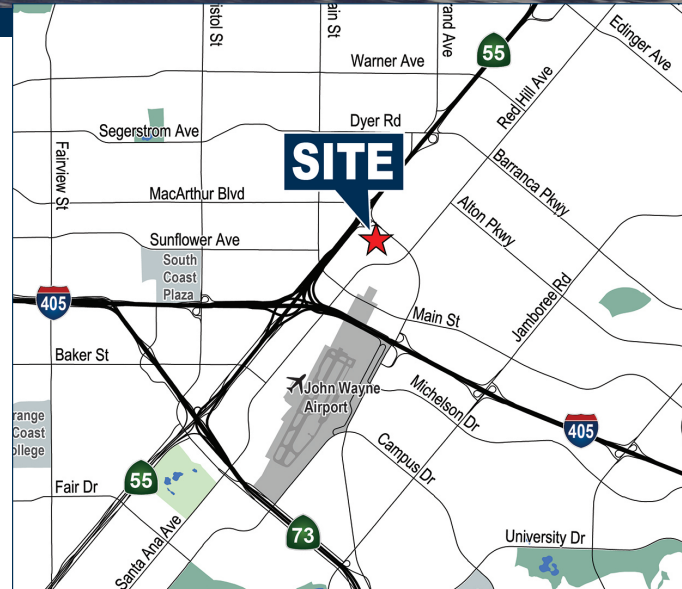 istol St
ain St
and Ave
55
Edinger Ave
Warner Ave
Red Hill Ave
Segerstrom Ave
Dyer Rd
SITE
Fairview St
Barranca Pkwy
MacArthur Blvd
Alton Pkwy
Sunflower Ave
South
Coast
Plaza
405
Jamboree Rd
Main St
Baker St
John Wayne
Airport
Michelson Dr
range
Coast
ollege
405
Campus Dr
55
Fair Dr
73
University Dr
Santa Ana Ave